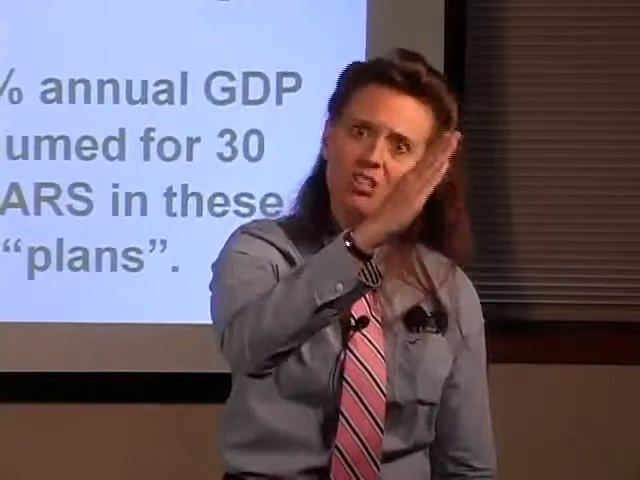 % annual GDP
umed for 30
ARS in these
“plans”.